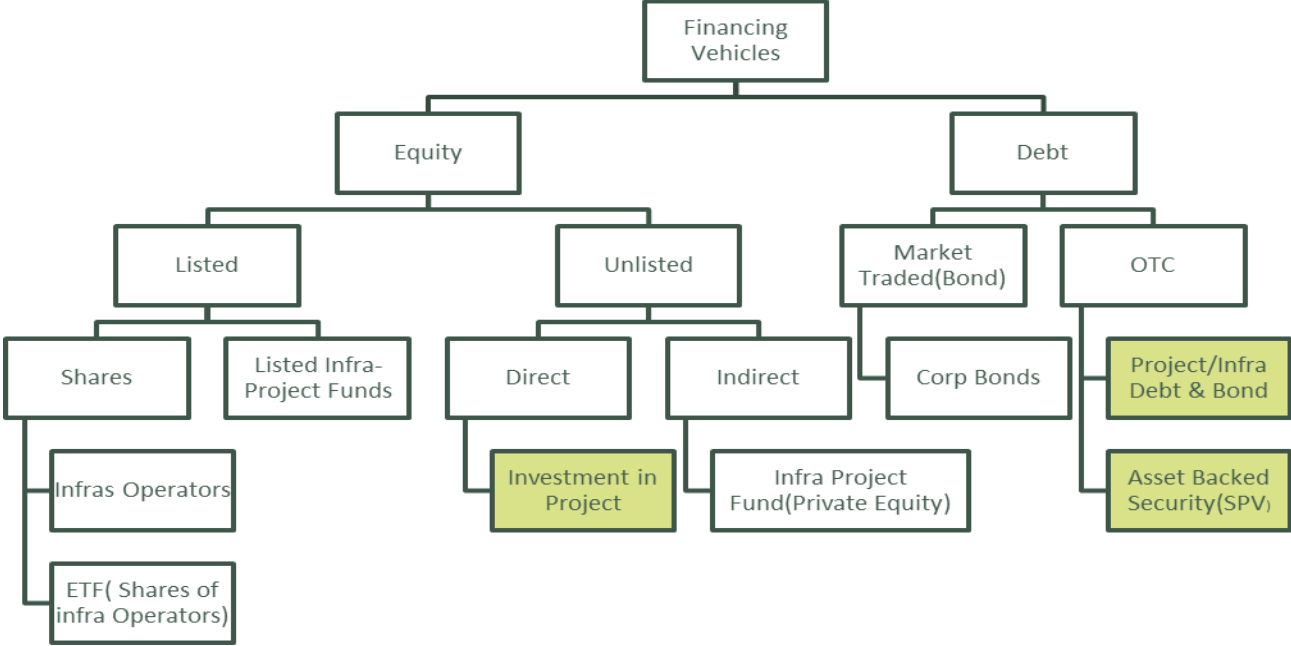 Financing
Vehicles
Equity
Debt
Listed
Unlisted
Market
Traded(Bond)
OTC
Shares
Listed Infra-
Project Funds
Direct
Indirect
Corp Bonds
Project/Infra
Debt & Bond
Infras Operators
Investment in
Project
Infra Project
Fund(Private Equity)
Asset Backed
Security(SPV)
ETF( Shares of
infra Operators)